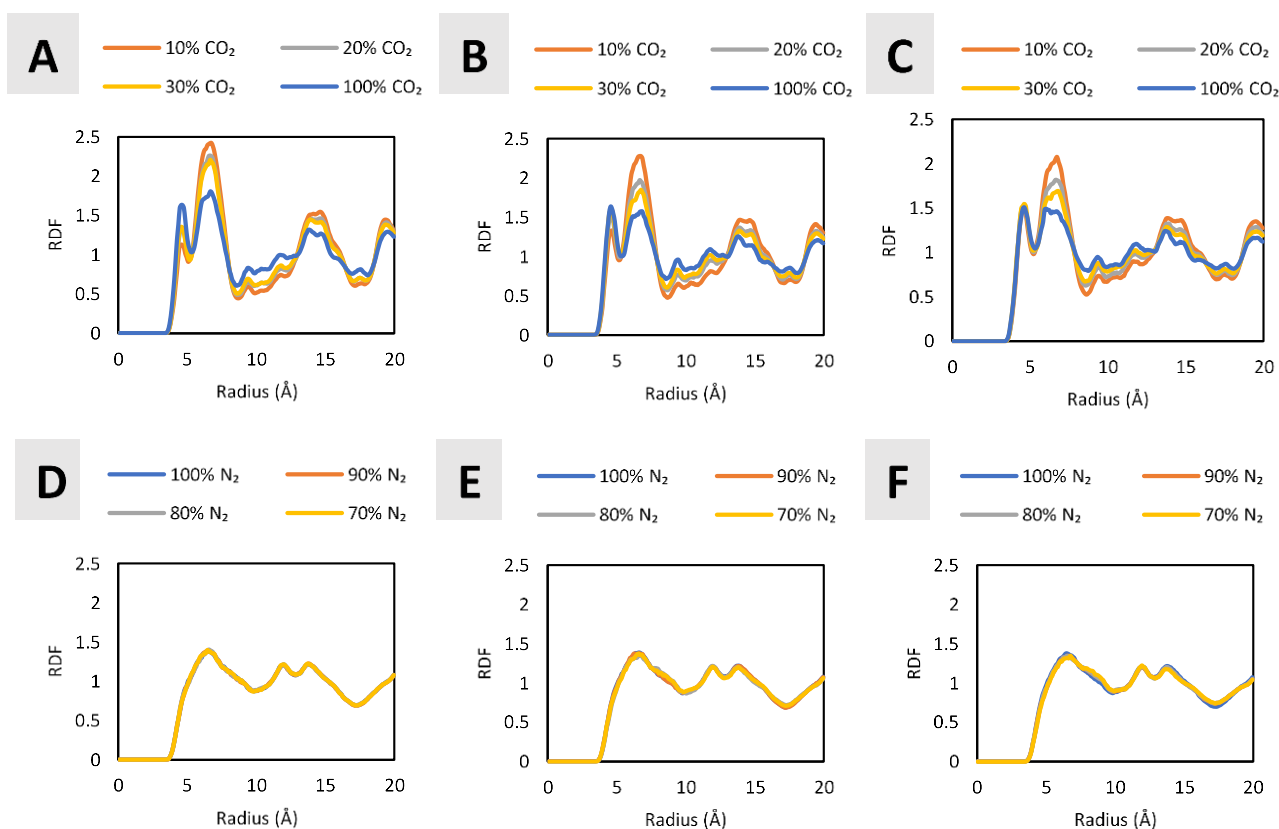 A
10% CO₂
20% CO₂
30% CO₂
100% CO₂
2.5
2
1.5
1
0.5
0
RDF
0 5 10 15 20
Radius (Å)
B
10% CO₂
20% CO₂
30% CO₂
100% CO₂
2.5
2
1.5
1
0.5
0
RDF
0 5 10 15 20
Radius (Å)
C
10% CO₂
20% CO₂
30% CO₂
100% CO₂
2.5
2
1.5
1
0.5
0
RDF
0 5 10 15 20
Radius (Å)
D
100% N₂
90% N₂
80% N₂
70% N₂
2.5
2
1.5
1
0.5
0
RDF
0 5 10 15 20
Radius (Å)
E
100% N₂
90% N₂
80% N₂
70% N₂
2.5
2
1.5
1
0.5
0
RDF
0 5 10 15 20
Radius (Å)
F
100% N₂
90% N₂
80% N₂
70% N₂
2.5
2
1.5
1
0.5
0
RDF
0 5 10 15 20
Radius (Å)